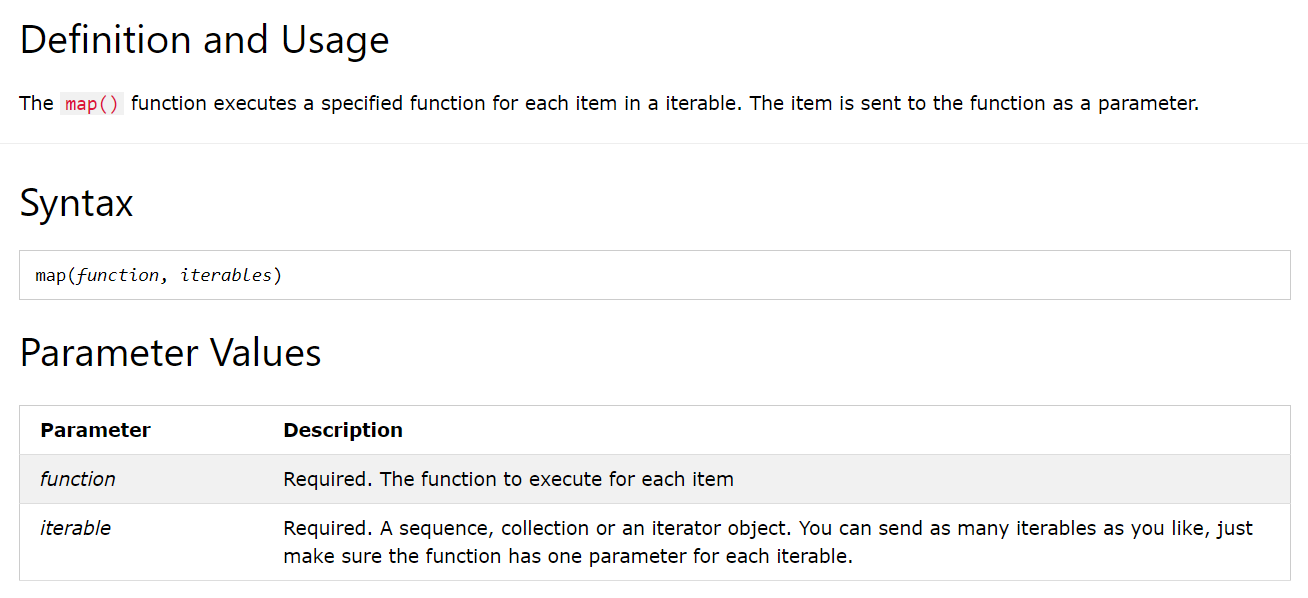 Definition and Usage
The map() function executes a specified function for each item in a iterable. The item is sent to the function as a parameter.
Syntax
map(function, iterables)
Parameter Values
Parameter Description
function Required. The function to execute for each item
iterable Required. A sequence, collection or an iterator object. You can send as many iterables as you like, just
make sure the function has one parameter for each iterable.